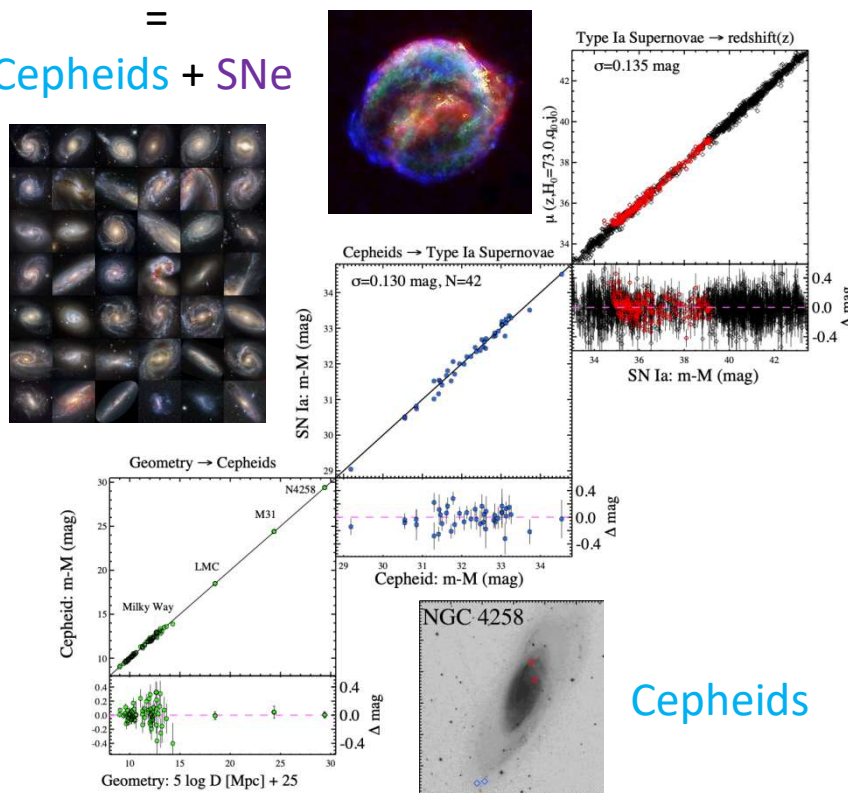 =
Cepheids + SNe
Type Ia Supernovae → redshift(z)
σ=0.135 mag
42
40
38
36
34
μ (z,H₀=73.0,q₀,j₀)
0.4
0.0
-0.4
Δ mag
34 36 38 40 42
SN Ia: m-M (mag)
Cepheids → Type Ia Supernovae
σ=0.130 mag, N=42
34
33
32
31
30
29
SN Ia: m-M (mag)
0.4
0.0
-0.4
Δ mag
29 30 31 32 33 34
Cepheid: m-M (mag)
Geometry → Cepheids
30
25
20
15
10
Cepheid: m-M (mag)
N4258
M31
LMC
Milky Way
0.4
0.2
0.0
-0.2
-0.4
0.4
0.0
-0.4
Δ mag
10 15 20 25 30
Geometry: 5 log D [Mpc] + 25
NGC 4258
Cepheids